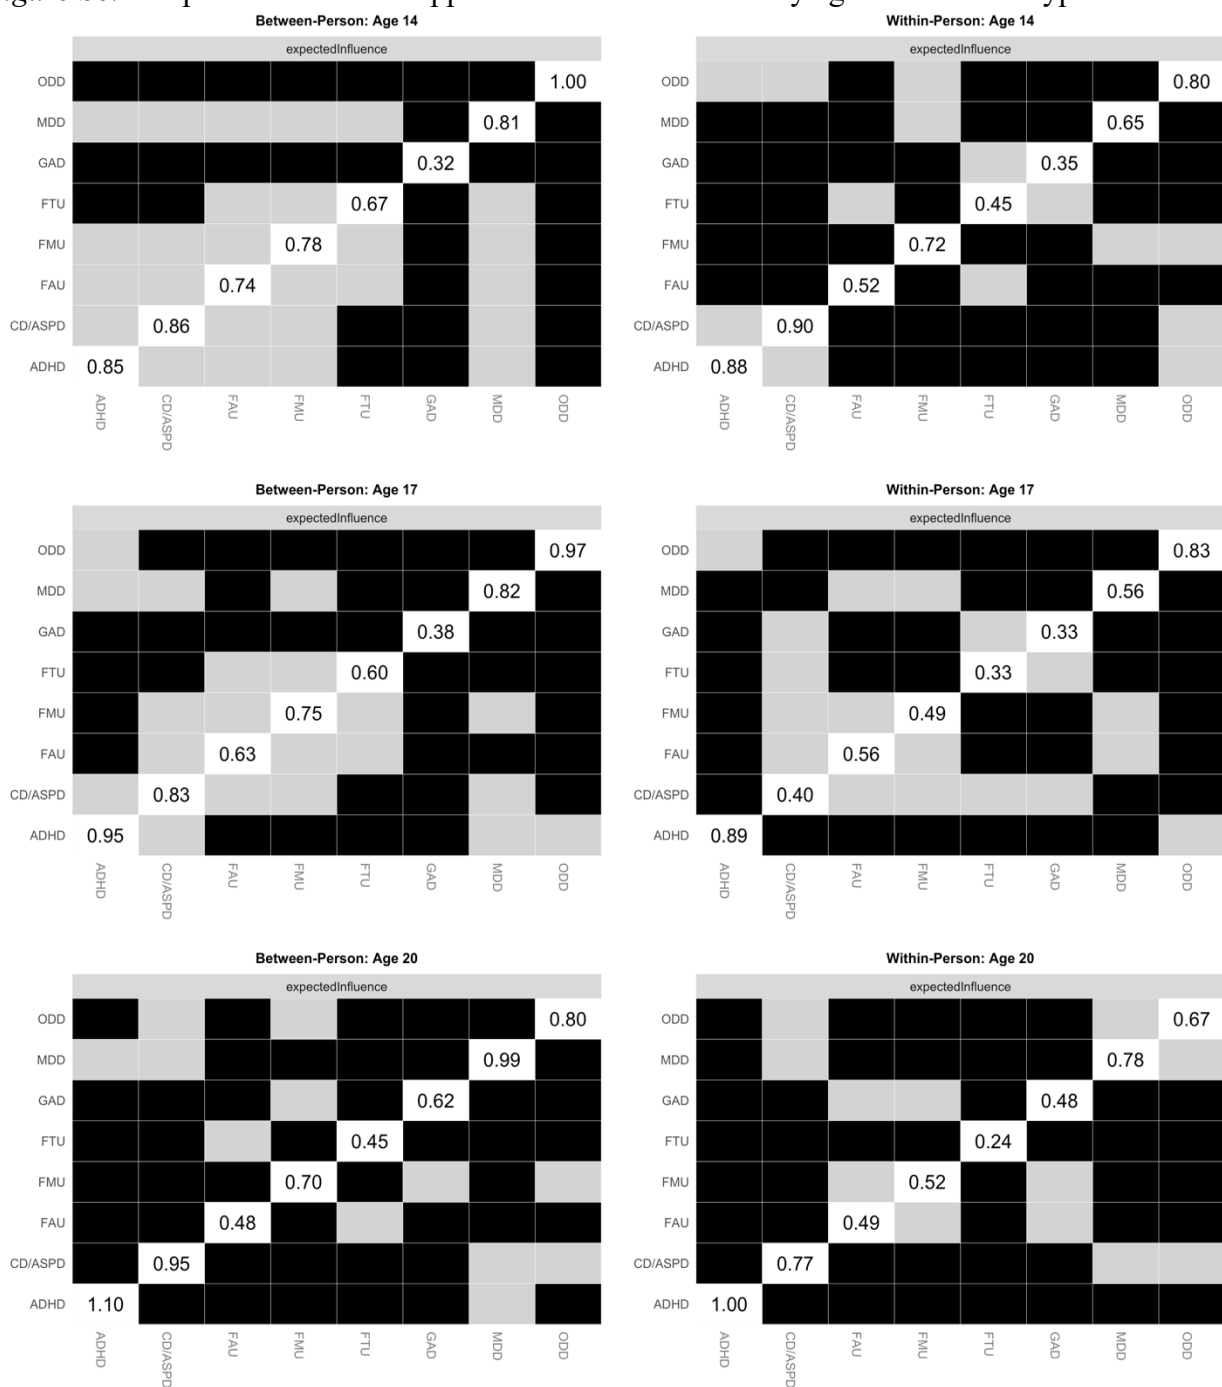 Between-Person: Age 14
expectedInfluence
ODD 1.00
MDD 0.81
GAD 0.32
FTU 0.67
FMU 0.78
FAU 0.74
CD/ASPD 0.86
ADHD 0.85
ADHD CD/ASPD FAU FMU FTU GAD MDD ODD
Within-Person: Age 14
expectedInfluence
ODD 0.80
MDD 0.65
GAD 0.35
FTU 0.45
FMU 0.72
FAU 0.52
CD/ASPD 0.90
ADHD 0.88
ADHD CD/ASPD FAU FMU FTU GAD MDD ODD
Between-Person: Age 17
expectedInfluence
ODD 0.97
MDD 0.82
GAD 0.38
FTU 0.60
FMU 0.75
FAU 0.63
CD/ASPD 0.83
ADHD 0.95
ADHD CD/ASPD FAU FMU FTU GAD MDD ODD
Within-Person: Age 17
expectedInfluence
ODD 0.83
MDD 0.56
GAD 0.33
FTU 0.33
FMU 0.49
FAU 0.56
CD/ASPD 0.40
ADHD 0.89
ADHD CD/ASPD FAU FMU FTU GAD MDD ODD
Between-Person: Age 20
expectedInfluence
ODD 0.80
MDD 0.99
GAD 0.62
FTU 0.45
FMU 0.70
FAU 0.48
CD/ASPD 0.95
ADHD 1.10
ADHD CD/ASPD FAU FMU FTU GAD MDD ODD
Within-Person: Age 20
expectedInfluence
ODD 0.67
MDD 0.78
GAD 0.48
FTU 0.24
FMU 0.52
FAU 0.49
CD/ASPD 0.77
ADHD 1.00
ADHD CD/ASPD FAU FMU FTU GAD MDD ODD